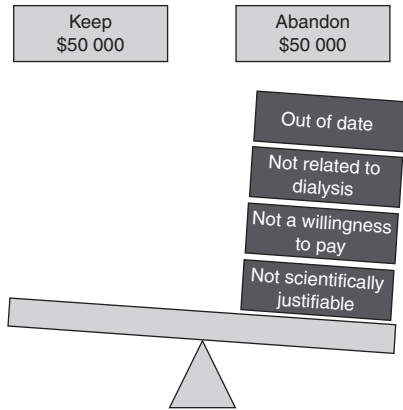 Keep
$50 000
Abandon
$50 000
Out of date
Not related to
dialysis
Not a willingness
to pay
Not scientifically
justifiable